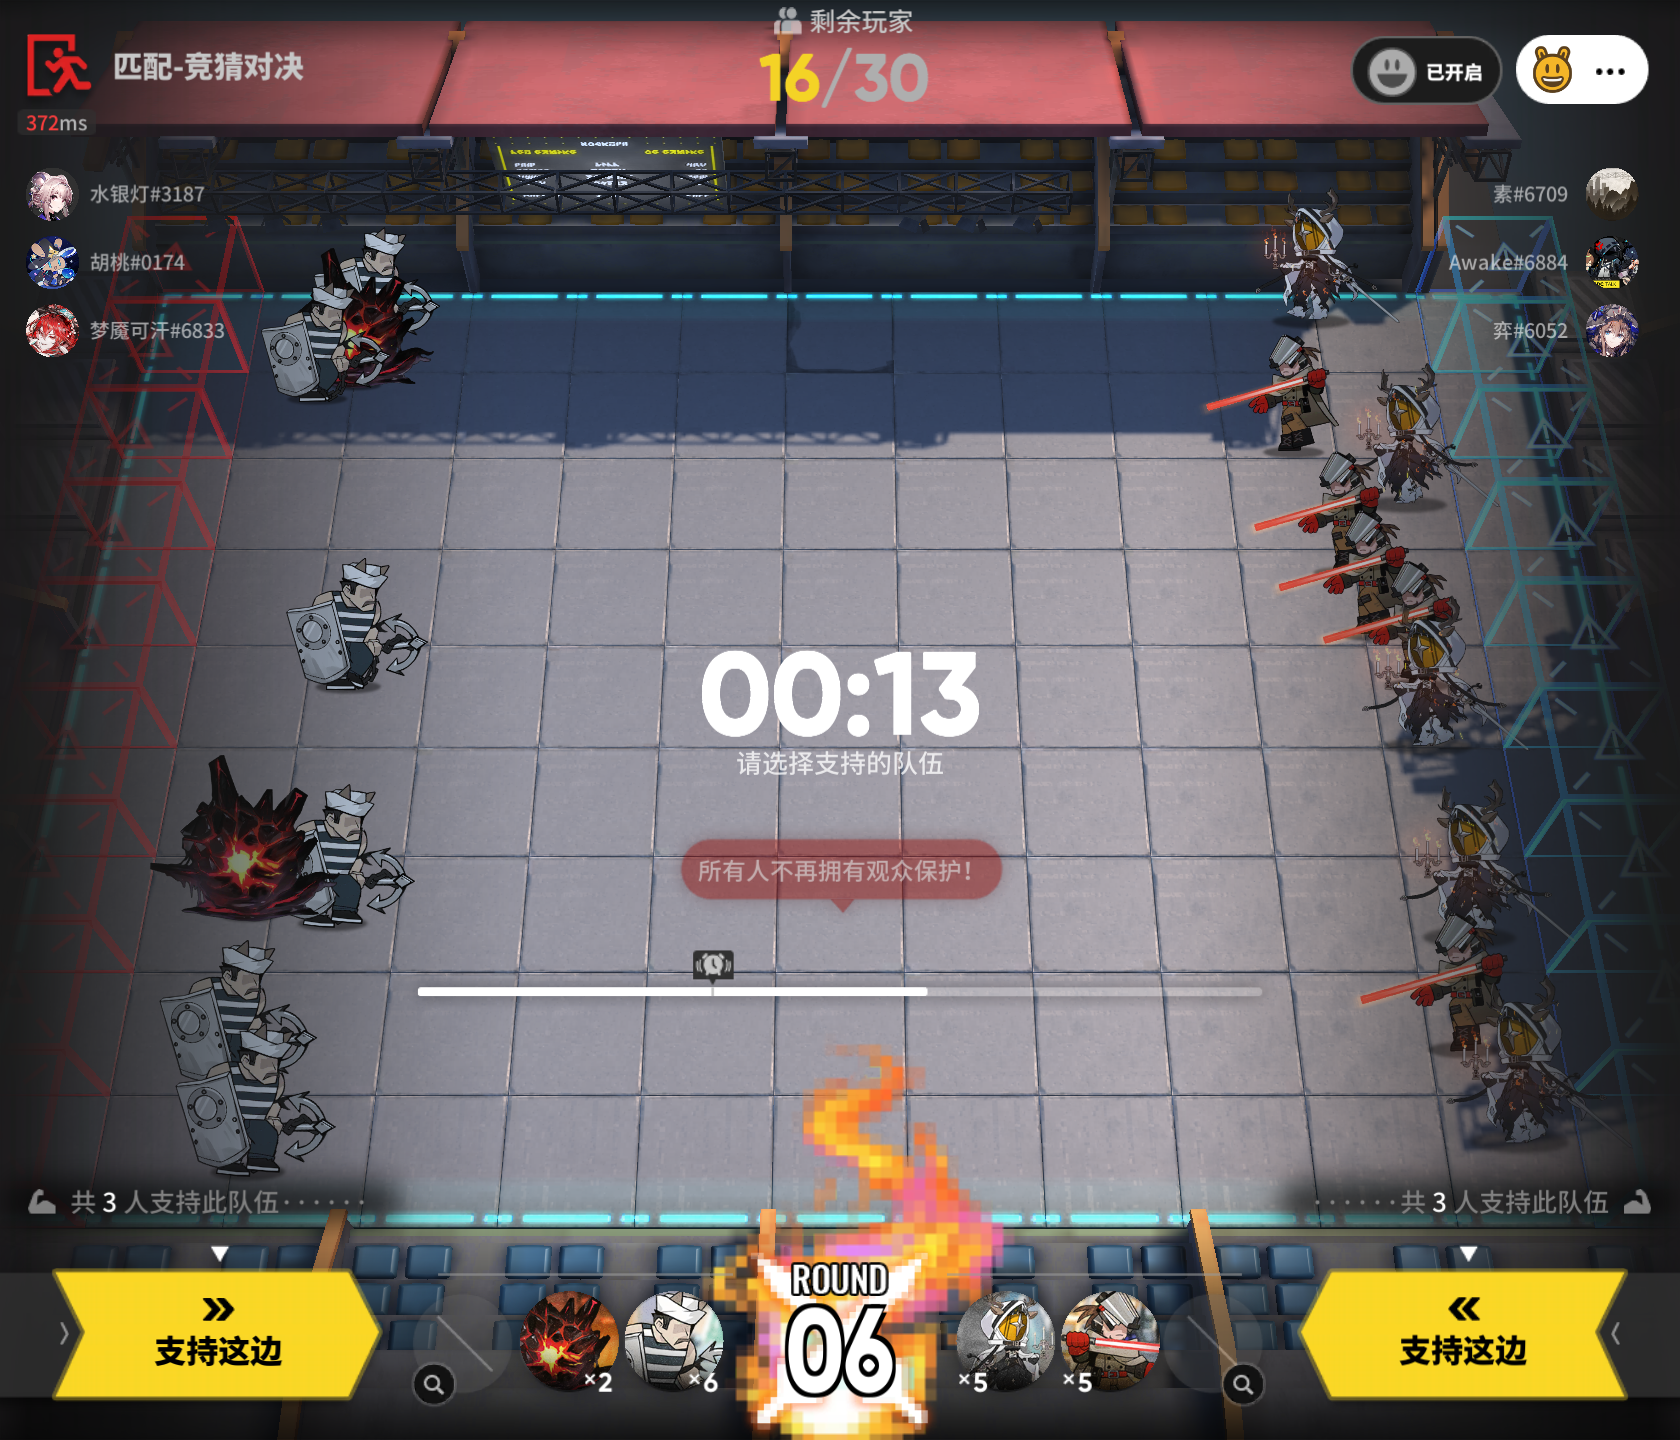 匹配-竞猜对决
372ms
剩余玩家
16/30
已开启
水银灯#3187
胡桃#0174
梦魇可汗#6833
素#6709
Awake#6884
弈#6052
00:13
请选择支持的队伍
所有人不再拥有观众保护!
共 3 人支持此队伍······
······共 3 人支持此队伍
支持这边
×2
×6
ROUND
06
×5
×5
支持这边